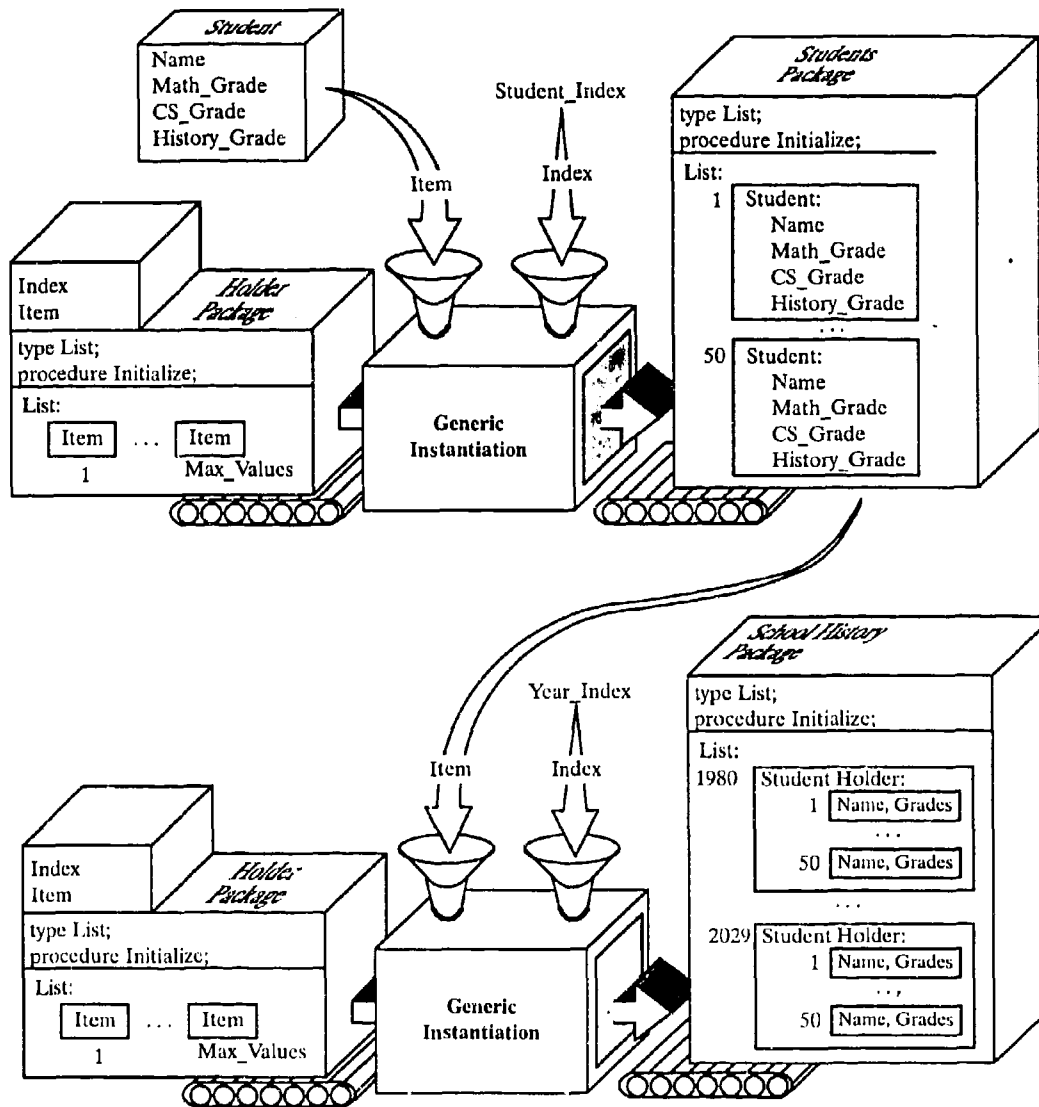 Student
Name
Math_Grade
CS_Grade
History_Grade
Student_Index
Item
Index
Index
Item
Holder
Package
type List;
procedure Initialize;
List:
Item ... Item
1
Max_Values
Generic
Instantiation
Students
Package
type List;
procedure Initialize;
List:
1 Student:
Name
Math_Grade
CS_Grade
History_Grade
...
50 Student:
Name
Math_Grade
CS_Grade
History_Grade
Year_Index
Item
Index
Index
Item
Holder
Package
type List;
procedure Initialize;
List:
Item ... Item
1
Max_Values
Generic
Instantiation
School History
Package
type List;
procedure Initialize;
List:
1980 Student Holder:
1 Name, Grades
...
50 Name, Grades
...
2029 Student Holder:
1 Name, Grades
...
50 Name, Grades